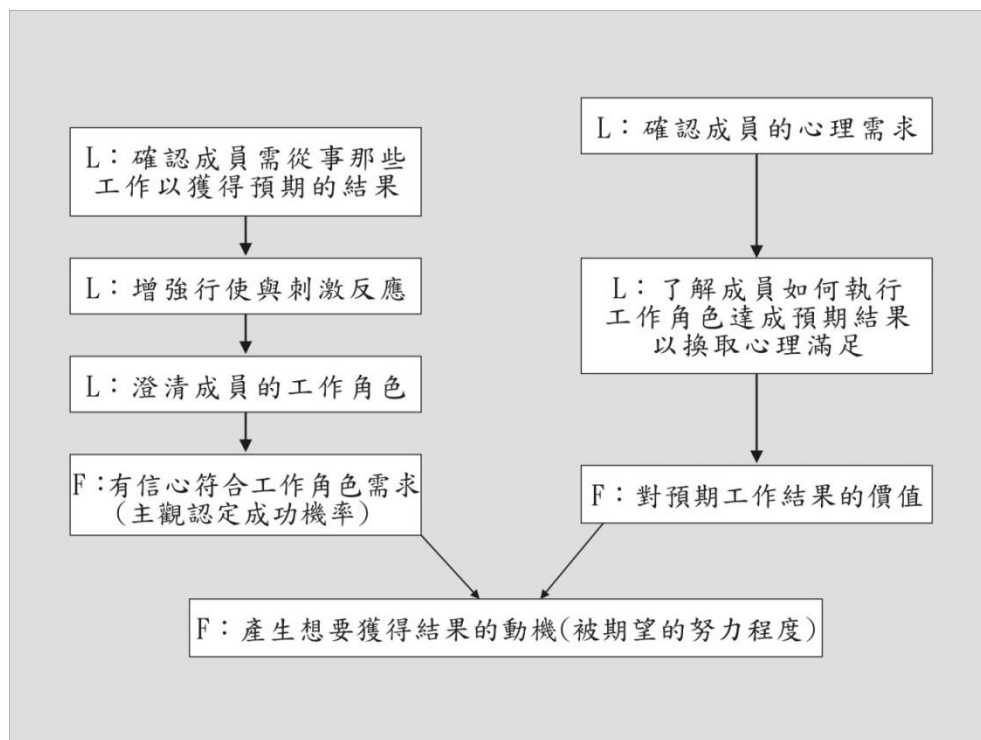 L：確認成員需從事那些
工作以獲得預期的結果
L：增強行使與刺激反應
L：澄清成員的工作角色
F：有信心符合工作角色需求
(主觀認定成功機率)
L：確認成員的心理需求
L：了解成員如何執行
工作角色達成預期結果
以換取心理滿足
F：對預期工作結果的價值
F：產生想要獲得結果的動機(被期望的努力程度)